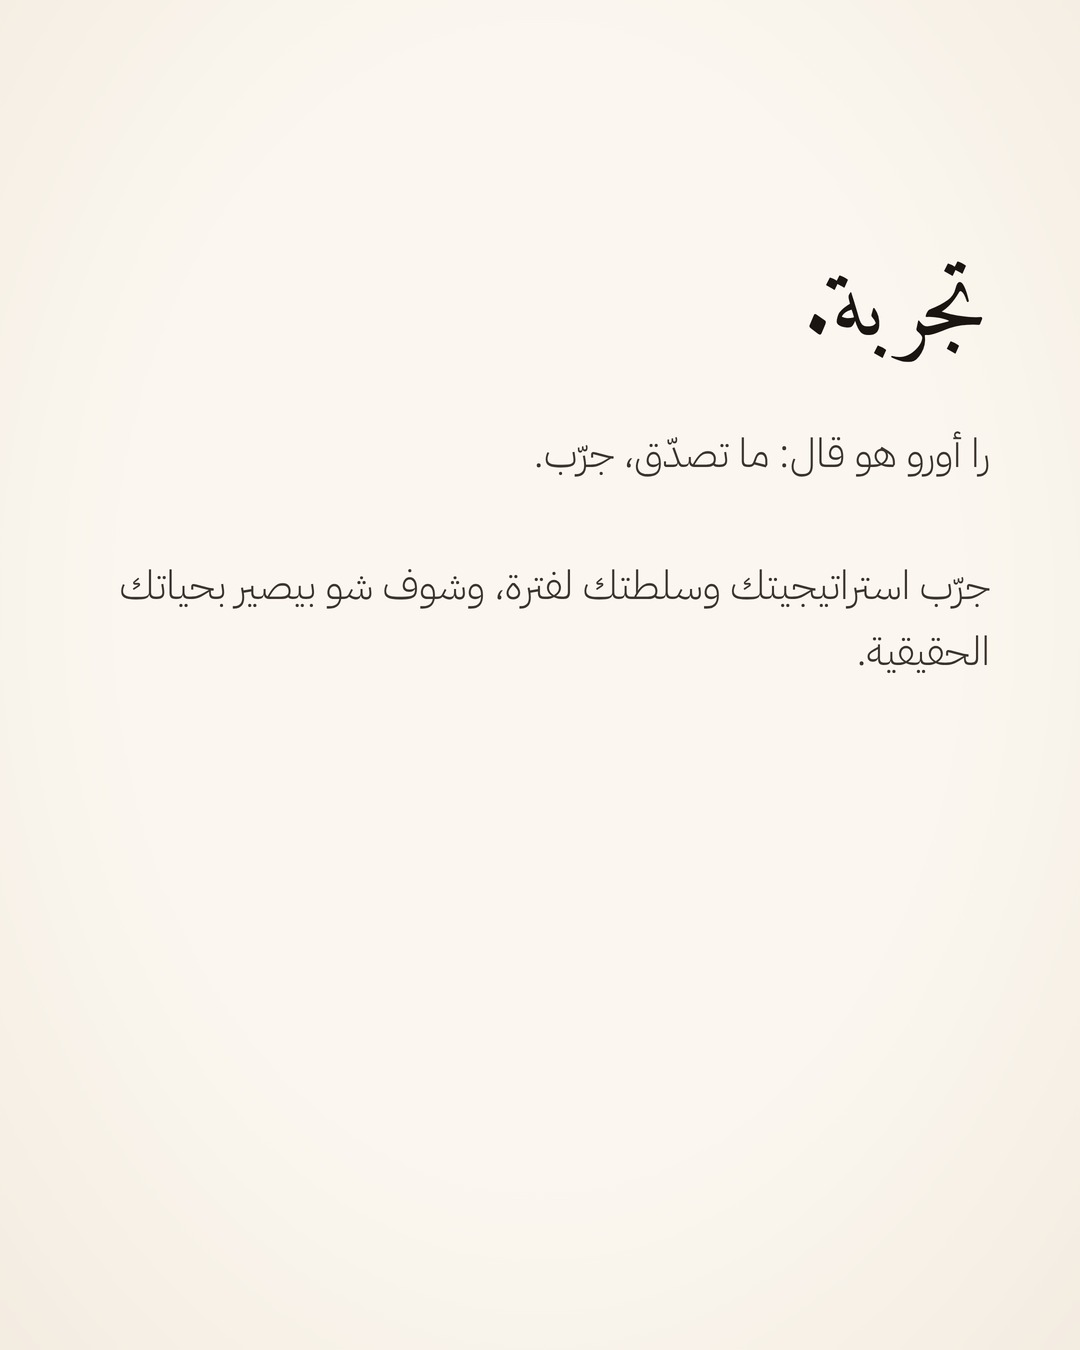 تجربة.
را أورو هو قال: ما تصدّق، جرّب.
جرّب استراتيجيتك وسلطتك لفترة، وشوف شو بيصير بحياتك
الحقيقية.